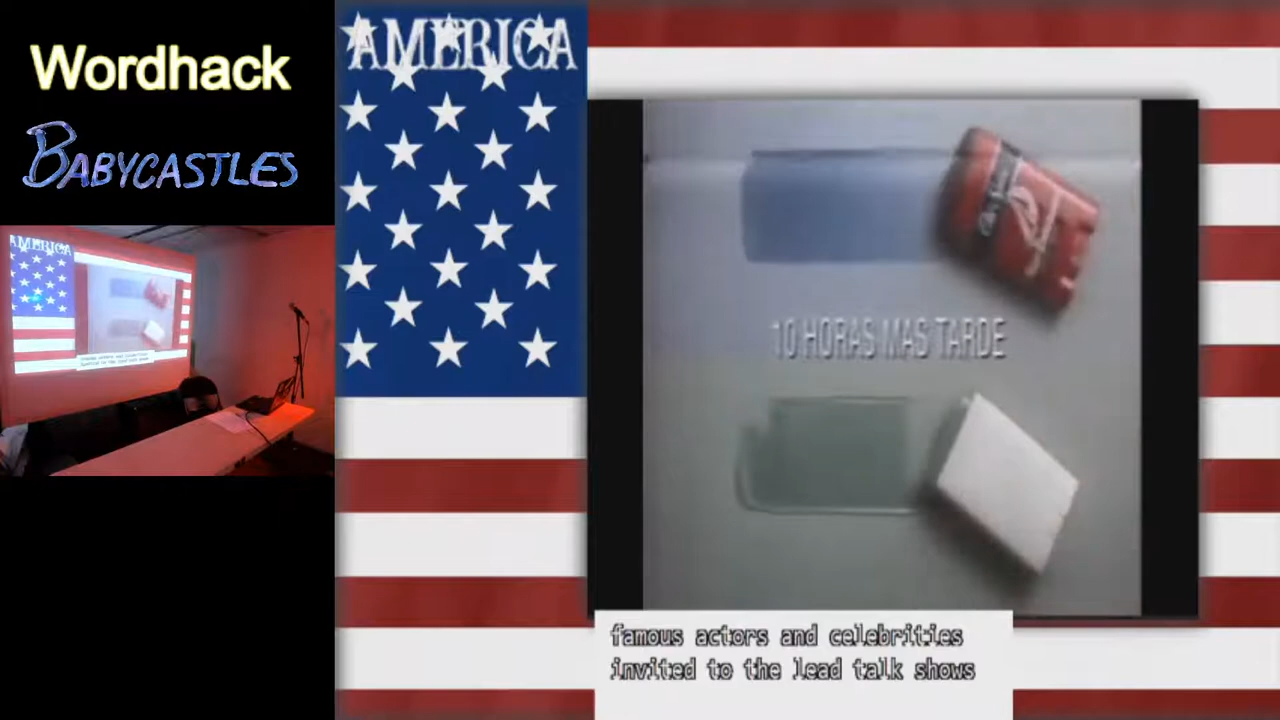 Wordhack
BABYCASTLES
AMERICA
10 HORAS MAS TARDE
famous actors and celebrities
invited to the lead talk shows